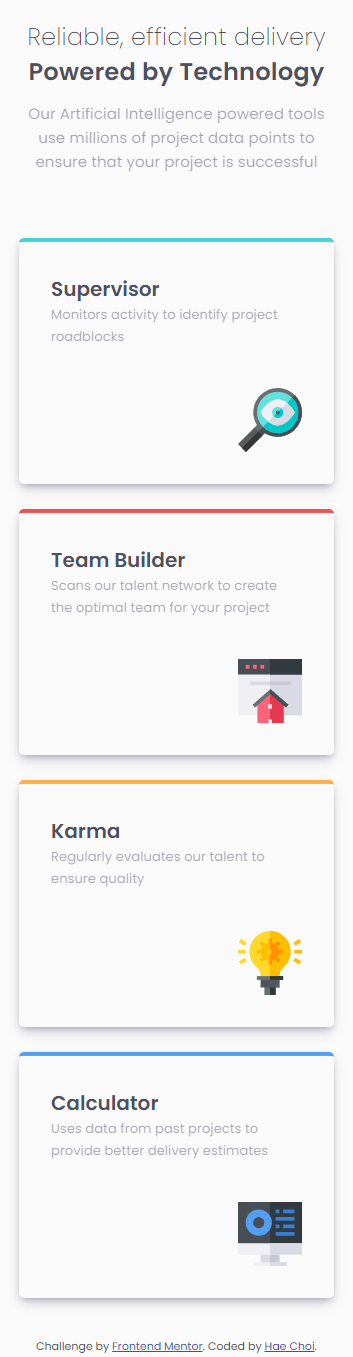 Reliable, efficient delivery
Powered by Technology
Our Artificial Intelligence powered tools
use millions of project data points to
ensure that your project is successful
Supervisor
Monitors activity to identify project
roadblocks
Team Builder
Scans our talent network to create
the optimal team for your project
Karma
Regularly evaluates our talent to
ensure quality
Calculator
Uses data from past projects to
provide better delivery estimates
Challenge by Frontend Mentor. Coded by Hae Choi.